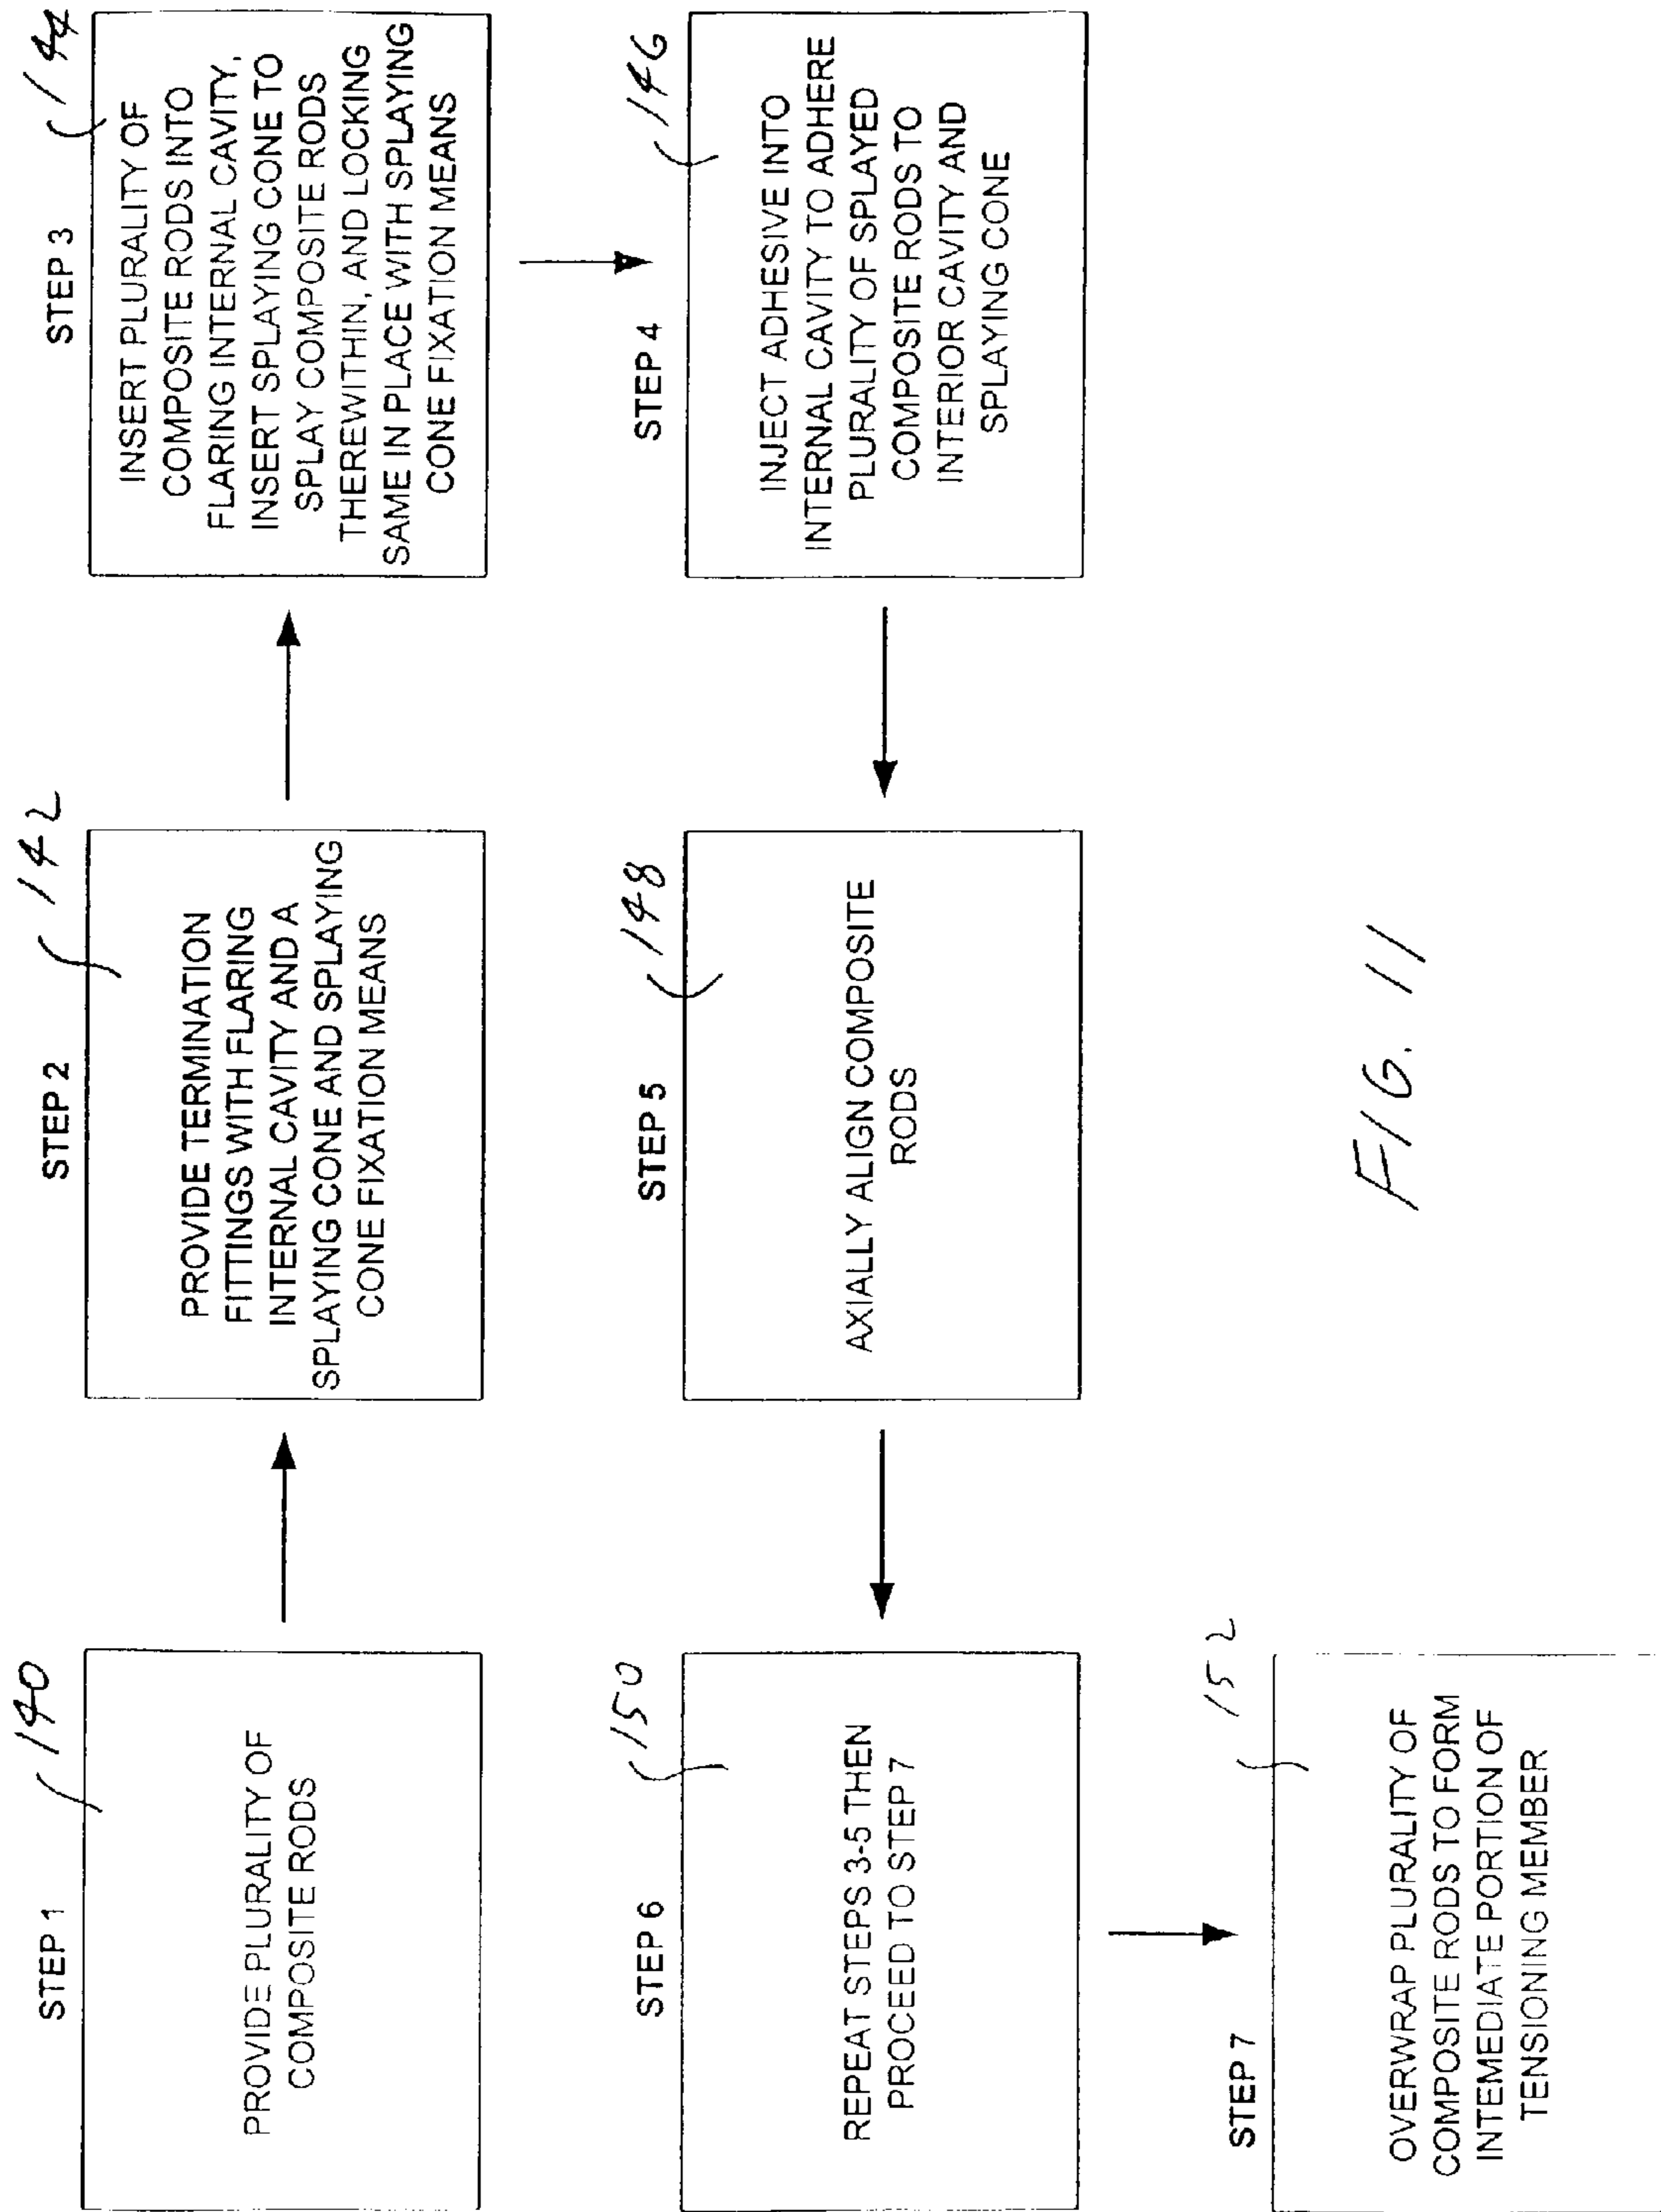 STEP 1
140
PROVIDE PLURALITY OF
COMPOSITE RODS
STEP 2
142
PROVIDE TERMINATION
FITTINGS WITH FLARING
INTERNAL CAVITY AND A
SPLAYING CONE AND SPLAYING
CONE FIXATION MEANS
STEP 3
144
INSERT PLURALITY OF
COMPOSITE RODS INTO
FLARING INTERNAL CAVITY,
INSERT SPLAYING CONE TO
SPLAY COMPOSITE RODS
THEREWITHIN, AND LOCKING
SAME IN PLACE WITH SPLAYING
CONE FIXATION MEANS
STEP 4
146
INJECT ADHESIVE INTO
INTERNAL CAVITY TO ADHERE
PLURALITY OF SPLAYED
COMPOSITE RODS TO
INTERIOR CAVITY AND
SPLAYING CONE
STEP 5
148
AXIALLY ALIGN COMPOSITE
RODS
STEP 6
150
REPEAT STEPS 3-5 THEN
PROCEED TO STEP 7
STEP 7
152
OVERWRAP PLURALITY OF
COMPOSITE RODS TO FORM
INTEMEDIATE PORTION OF
TENSIONING MEMBER
FIG. 11